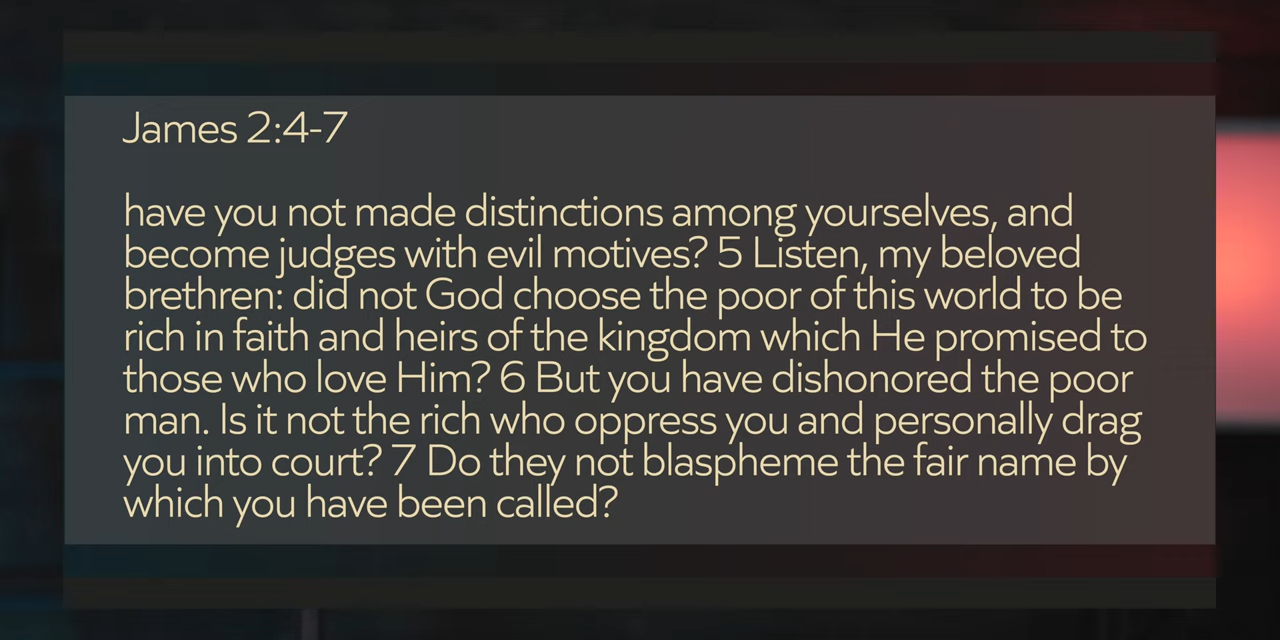 James 2:4-7
have you not made distinctions among yourselves, and
become judges with evil motives? 5 Listen, my beloved
brethren: did not God choose the poor of this world to be
rich in faith and heirs of the kingdom which He promised to
those who love Him? 6 But you have dishonored the poor
man. Is it not the rich who oppress you and personally drag
you into court? 7 Do they not blaspheme the fair name by
which you have been called?